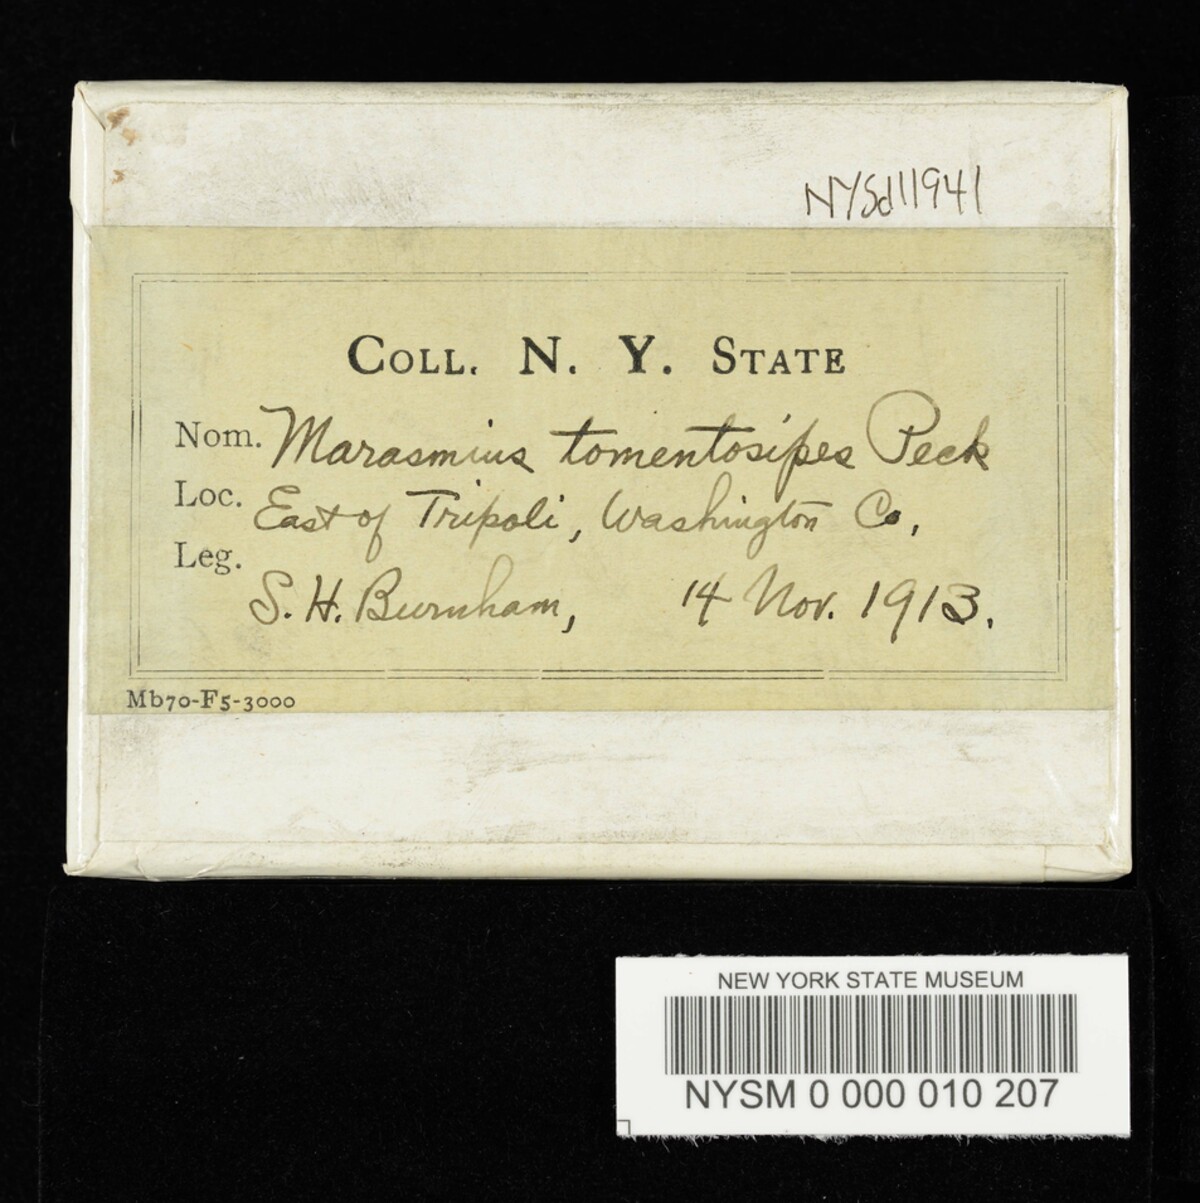 NYSd11941
COLL. N. Y. STATE
Nom. Marasmius tomentosipes Peck
Loc. East of Tripoli, Washington Co.,
Leg.
S. H. Burnham, 14 Nov. 1913.
Mb70-F5-3000
NEW YORK STATE MUSEUM
NYSM 0 000 010 207